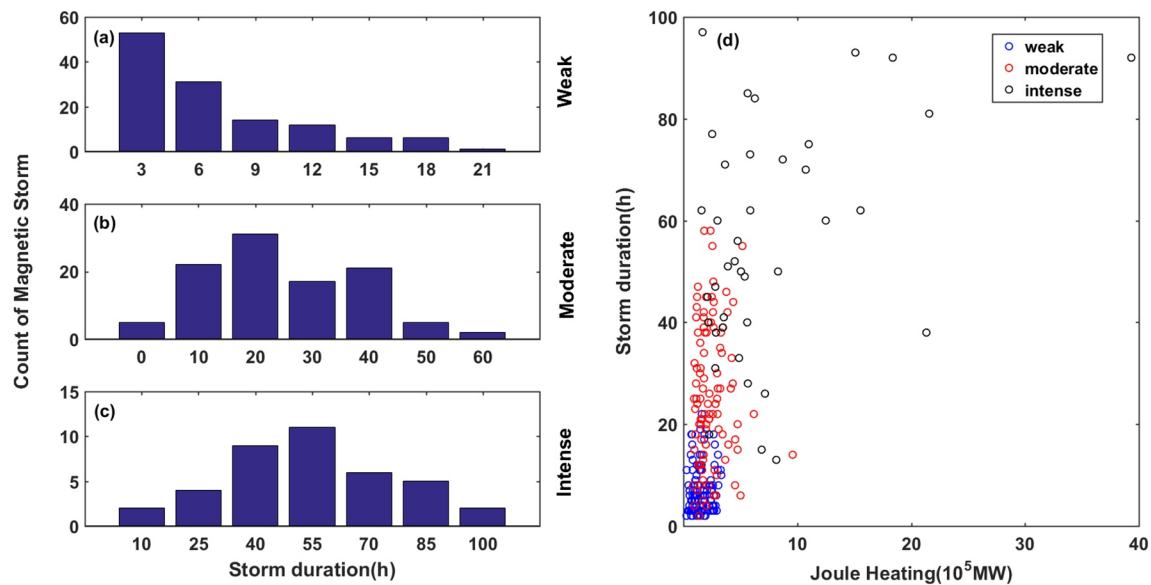 Count of Magnetic Storm
(a)
60
40
20
0
3 6 9 12 15 18 21
Weak
(b)
40
20
0
0 10 20 30 40 50 60
Moderate
(c)
15
10
5
0
10 25 40 55 70 85 100
Intense
Storm duration(h)
(d)
Storm duration(h)
100
80
60
40
20
0
0 10 20 30 40
Joule Heating(10⁵MW)
weak
moderate
intense